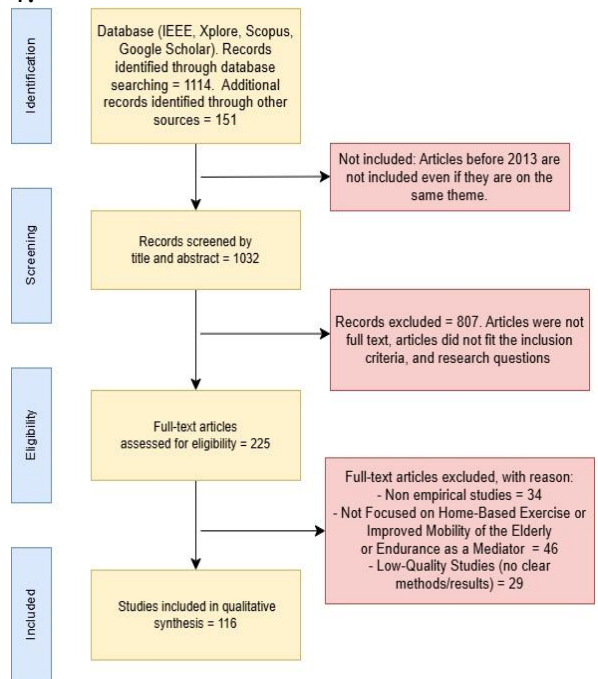 Identification
Database (IEEE, Xplore, Scopus,
Google Scholar). Records
identified through database
searching = 1114. Additional
records identified through other
sources = 151
Not included: Articles before 2013 are
not included even if they are on the
same theme.
Screening
Records screened by
title and abstract = 1032
Records excluded = 807. Articles were not
full text, articles did not fit the inclusion
criteria, and research questions
Eligibility
Full-text articles
assessed for eligibility = 225
Full-text articles excluded, with reason:
- Non empirical studies = 34
- Not Focused on Home-Based Exercise or
Improved Mobility of the Elderly
or Endurance as a Mediator = 46
- Low-Quality Studies (no clear
methods/results) = 29
Included
Studies included in qualitative
synthesis = 116